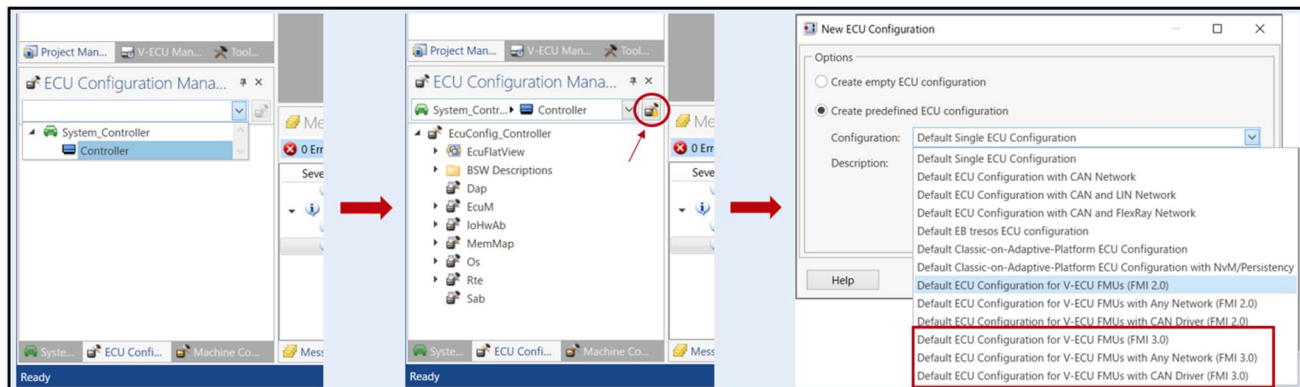 Project Man...
V-ECU Man...
Tool...
ECU Configuration Mana...
System_Controller
Controller
0 Err
Seve
Syste...
ECU Confi...
Machine Co...
Mess
Ready
Project Man...
V-ECU Man...
Tool...
ECU Configuration Mana...
System_Contr...
Controller
EcuConfig_Controller
EcuFlatView
BSW Descriptions
Dap
EcuM
IoHwAb
MemMap
Os
Rte
Sab
Me
0 Err
Seve
Syste...
ECU Confi...
Machine Co...
Mess
Ready
New ECU Configuration
Options
Create empty ECU configuration
Create predefined ECU configuration
Configuration:
Default Single ECU Configuration
Description:
Default Single ECU Configuration
Default ECU Configuration with CAN Network
Default ECU Configuration with CAN and LIN Network
Default ECU Configuration with CAN and FlexRay Network
Default EB tresos ECU configuration
Default Classic-on-Adaptive-Platform ECU Configuration
Default Classic-on-Adaptive-Platform ECU Configuration with NvM/Persistency
Default ECU Configuration for V-ECU FMUs (FMI 2.0)
Default ECU Configuration for V-ECU FMUs with Any Network (FMI 2.0)
Default ECU Configuration for V-ECU FMUs with CAN Driver (FMI 2.0)
Default ECU Configuration for V-ECU FMUs (FMI 3.0)
Default ECU Configuration for V-ECU FMUs with Any Network (FMI 3.0)
Default ECU Configuration for V-ECU FMUs with CAN Driver (FMI 3.0)
Help